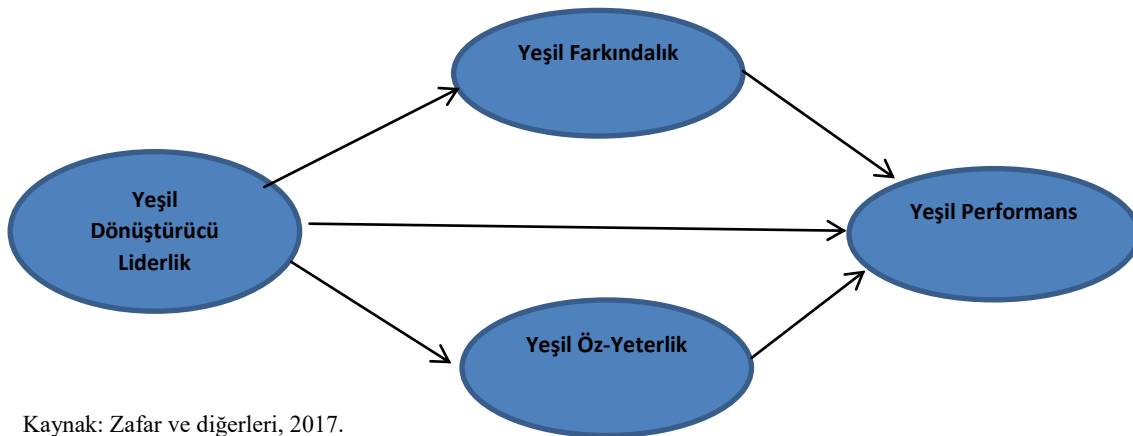 Yeşil Farkındalık
Yeşil
Dönüştürücü
Liderlik
Yeşil Performans
Yeşil Öz-Yeterlik
Kaynak: Zafar ve diğerleri, 2017.